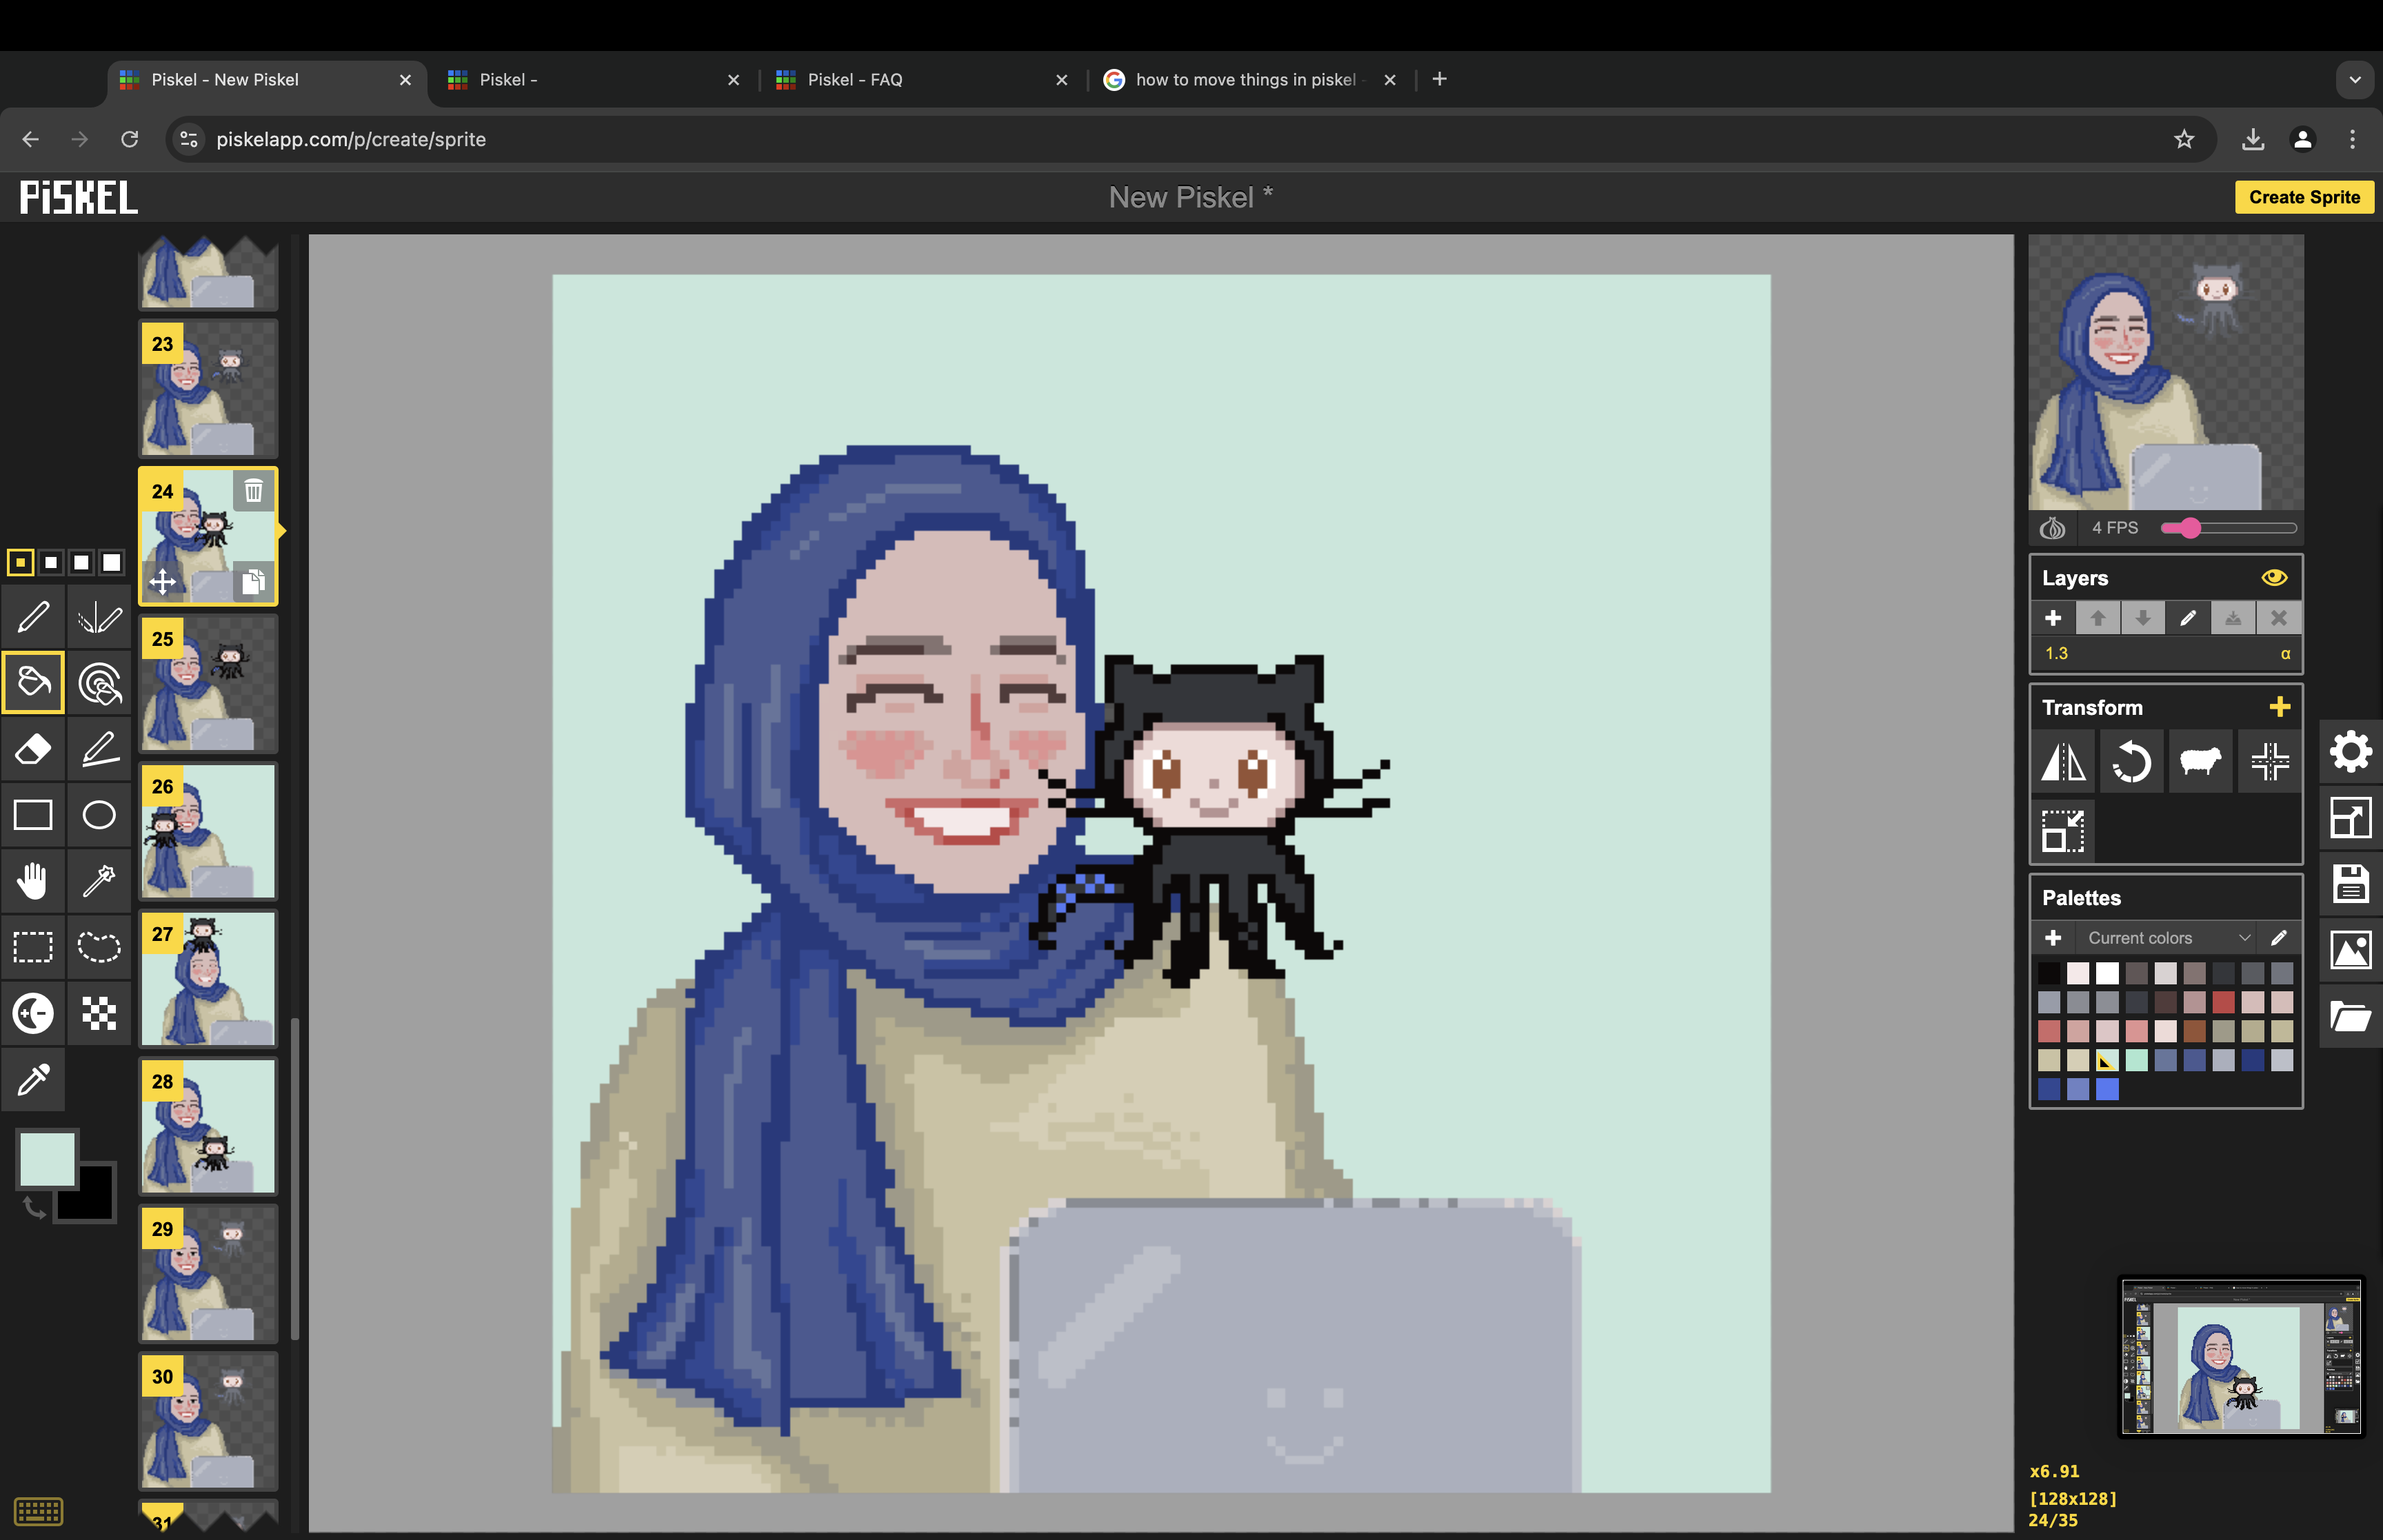 Piskel - New Piskel
Piskel -
Piskel - FAQ
how to move things in piskel -
piskelapp.com/p/create/sprite
PiSKEL
New Piskel *
Create Sprite
23
24
25
26
27
28
29
30
31
4 FPS
Layers
1.3
α
Transform
Palettes
Current colors
x6.91
[128x128]
24/35